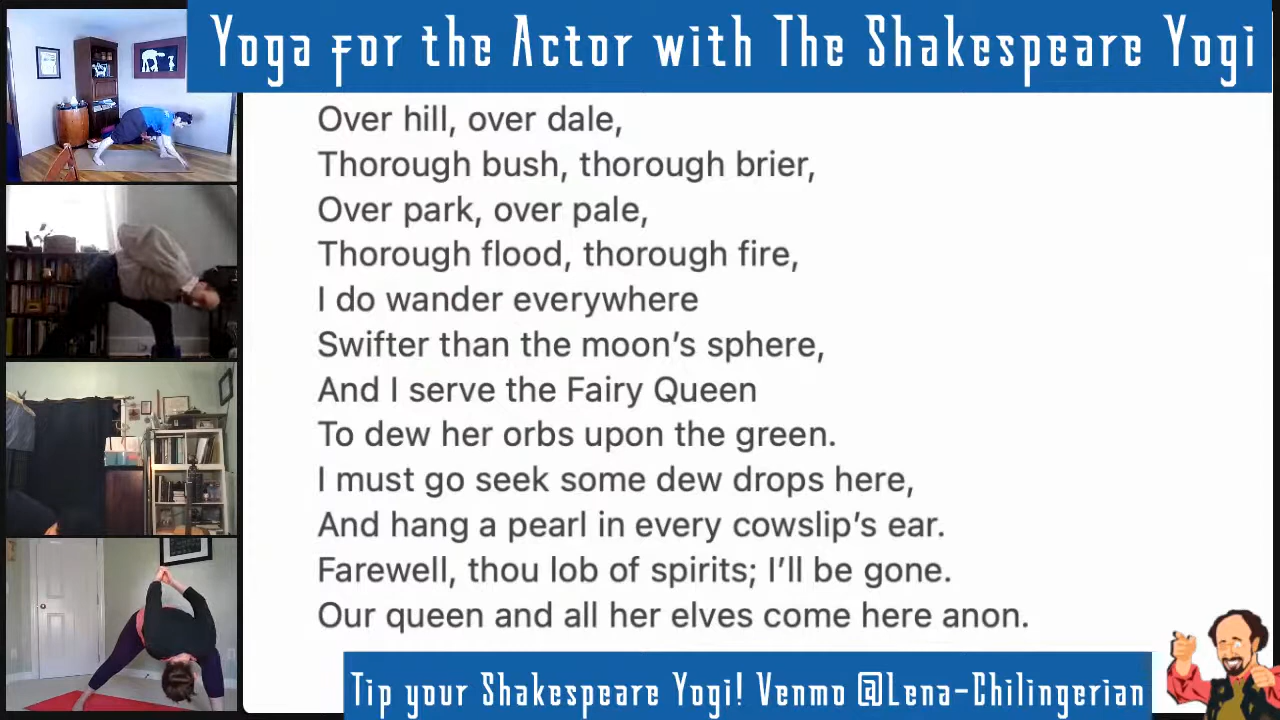 Yoga for the Actor with The Shakespeare Yogi
Over hill, over dale,
Thorough bush, thorough brier,
Over park, over pale,
Thorough flood, thorough fire,
I do wander everywhere
Swifter than the moon’s sphere,
And I serve the Fairy Queen
To dew her orbs upon the green.
I must go seek some dew drops here,
And hang a pearl in every cowslip’s ear.
Farewell, thou lob of spirits; I’ll be gone.
Our queen and all her elves come here anon.
Tip your Shakespeare Yogi! Venmo @Lena-Chilingerian